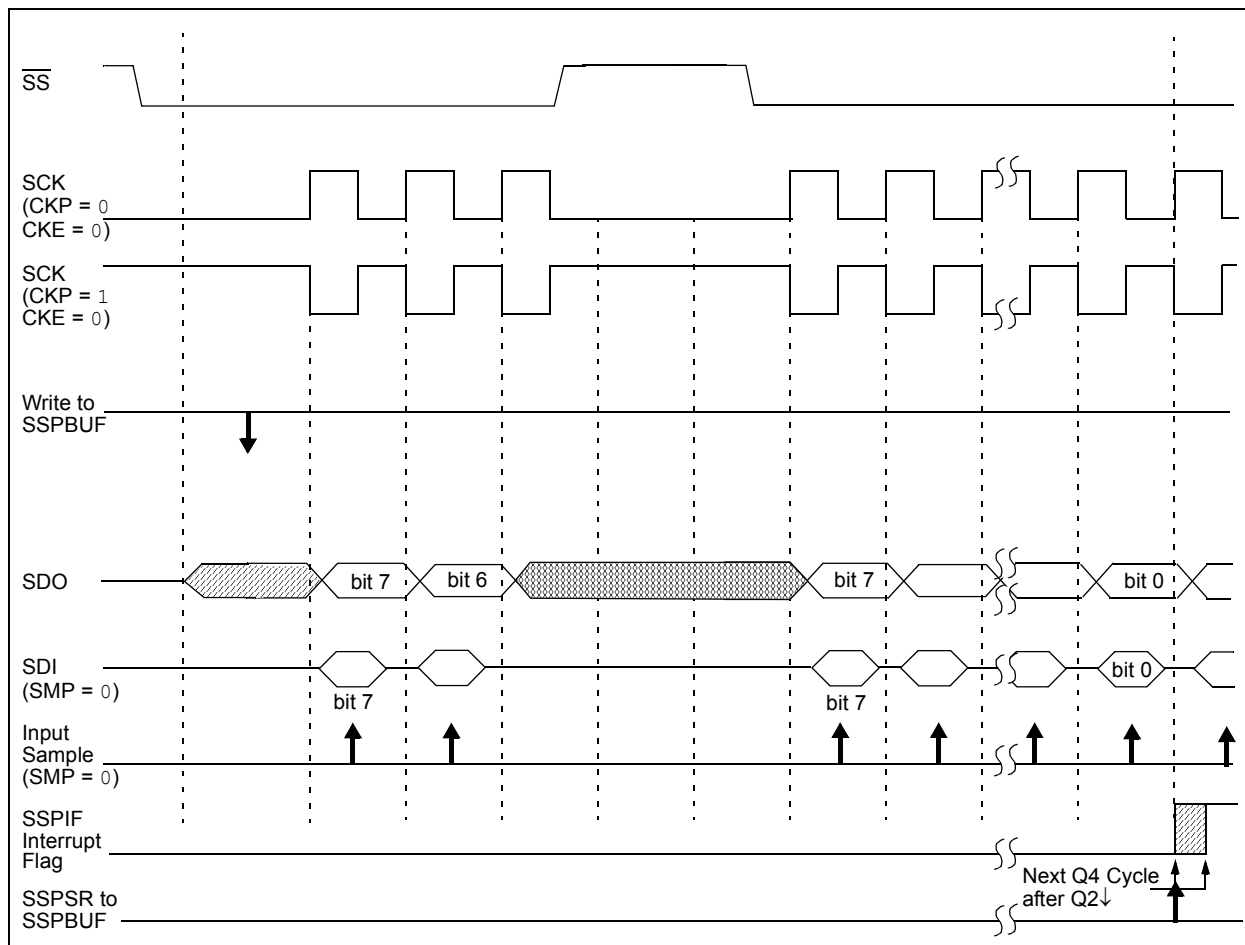 SS
SCK
(CKP = 0
CKE = 0)
SCK
(CKP = 1
CKE = 0)
Write to
SSPBUF
SDO
bit 7
bit 6
bit 7
bit 0
SDI
(SMP = 0)
bit 7
bit 7
bit 0
Input
Sample
(SMP = 0)
SSPIF
Interrupt
Flag
Next Q4 Cycle
after Q2↓
SSPSR to
SSPBUF